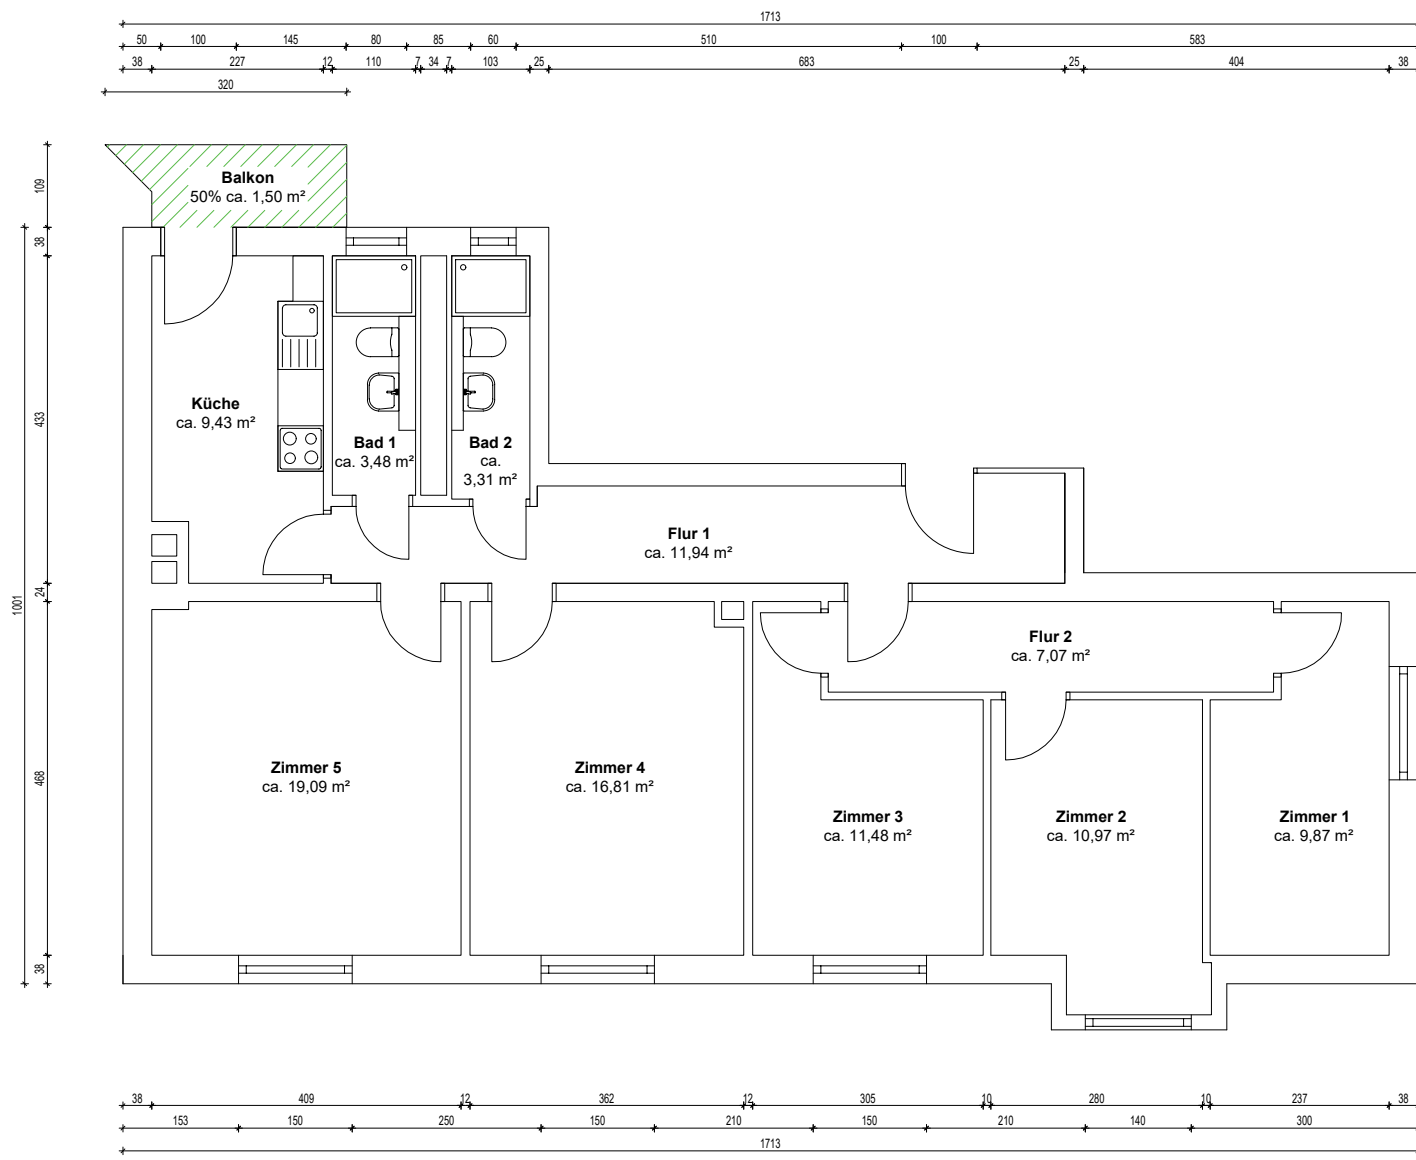 1713
50 100 145 80 85 60 510 100 583
38 227 12 110 7 34 7 103 25 683 25 404 38
320
109
38
433
24
468
38
1001
Balkon
50% ca. 1,50 m²
Küche
ca. 9,43 m²
Bad 1
ca. 3,48 m²
Bad 2
ca.
3,31 m²
Flur 1
ca. 11,94 m²
Flur 2
ca. 7,07 m²
Zimmer 5
ca. 19,09 m²
Zimmer 4
ca. 16,81 m²
Zimmer 3
ca. 11,48 m²
Zimmer 2
ca. 10,97 m²
Zimmer 1
ca. 9,87 m²
38 409 12 362 12 305 10 280 10 237 38
153 150 250 150 210 150 210 140 300
1713